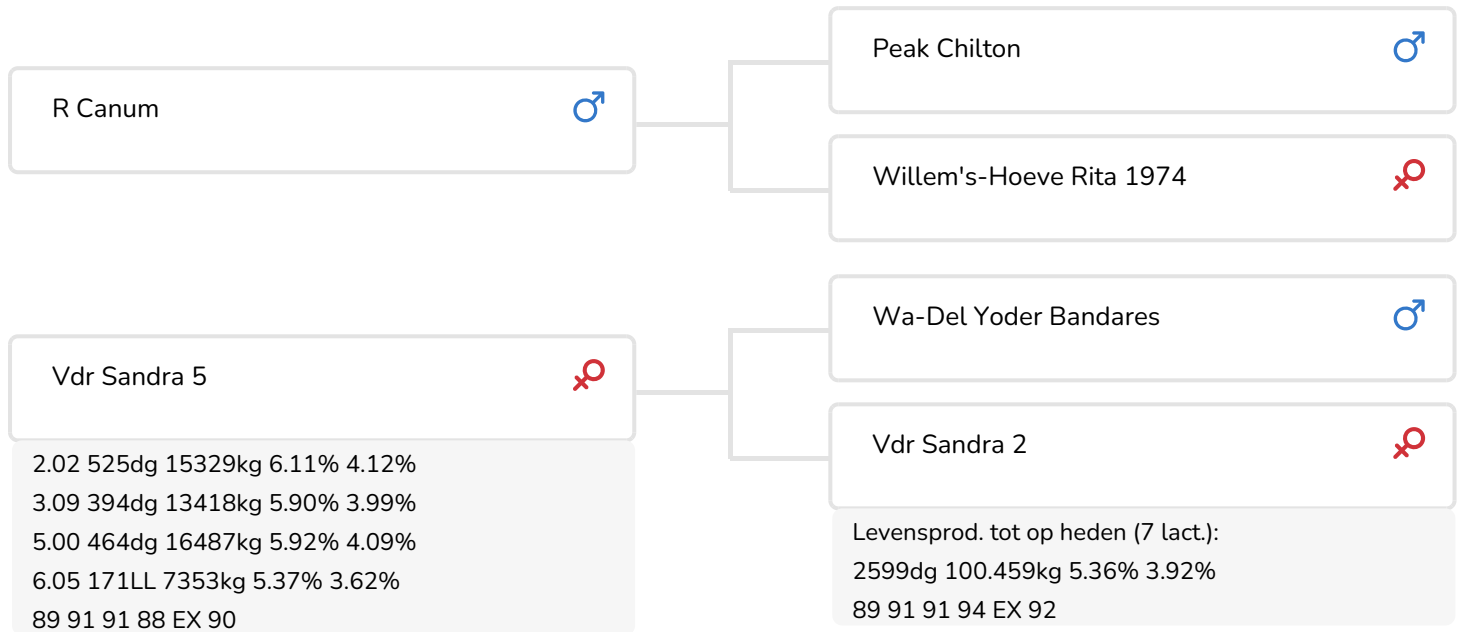 R Canum
Peak Chilton
Willem's-Hoeve Rita 1974
Vdr Sandra 5
2.02 525dg 15329kg 6.11% 4.12%
3.09 394dg 13418kg 5.90% 3.99%
5.00 464dg 16487kg 5.92% 4.09%
6.05 171LL 7353kg 5.37% 3.62%
89 91 91 88 EX 90
Wa-Del Yoder Bandares
Vdr Sandra 2
Levensprod. tot op heden (7 lact.):
2599dg 100.459kg 5.36% 3.92%
89 91 91 94 EX 92